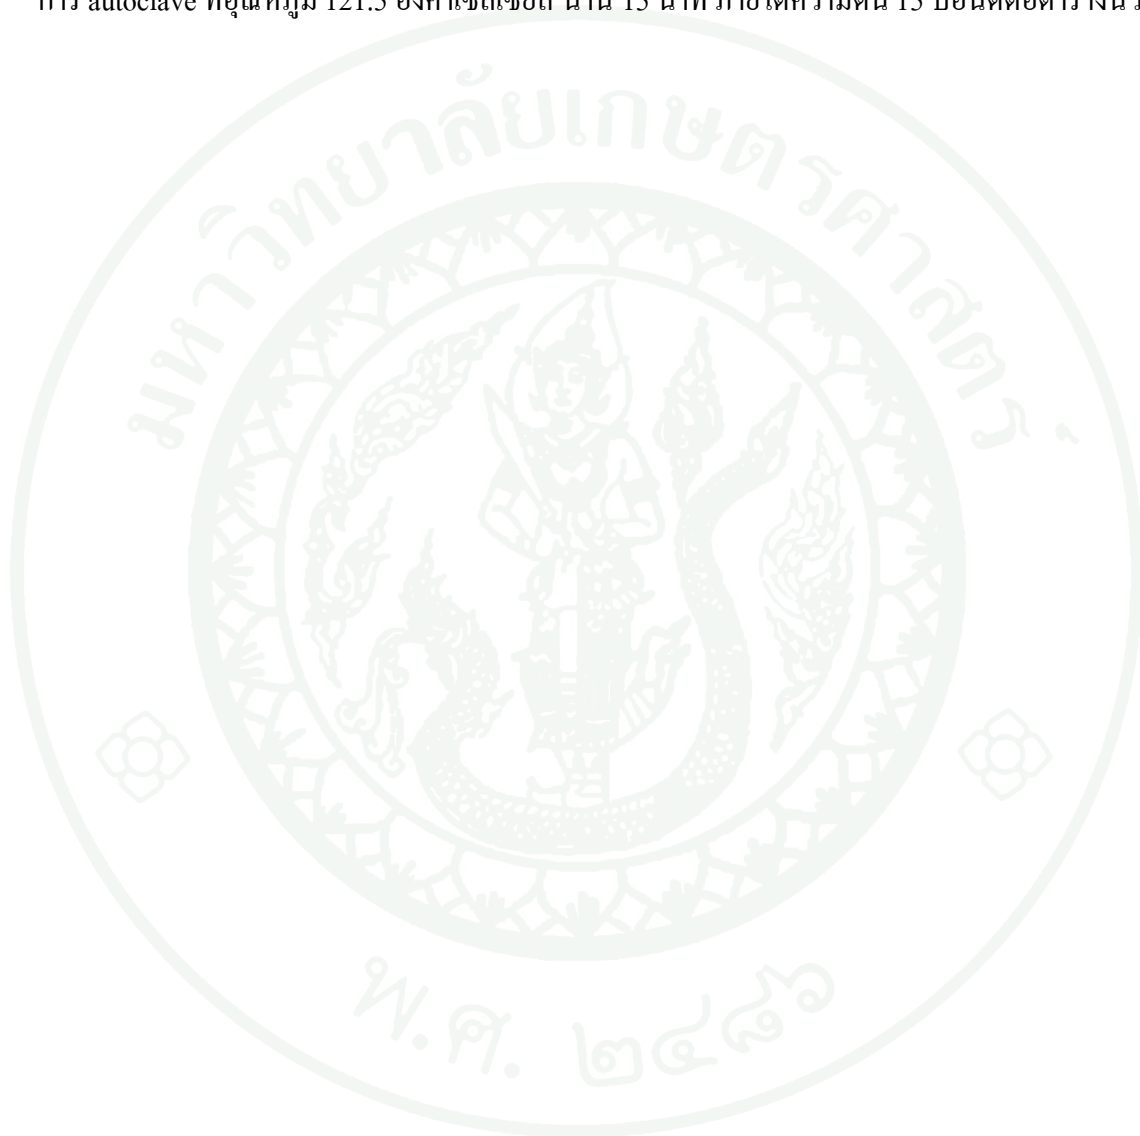 การ autoclave ที่อุณหภูมิ 121.5 องศาเซลเซียส นาน 15 นาที ภายใต้ความดัน 15 ปอนด์ต่อตารางนิ้ว
มหาวิทยาลัยเกษตรศาสตร์
พ.ศ. ๒๔๘๖